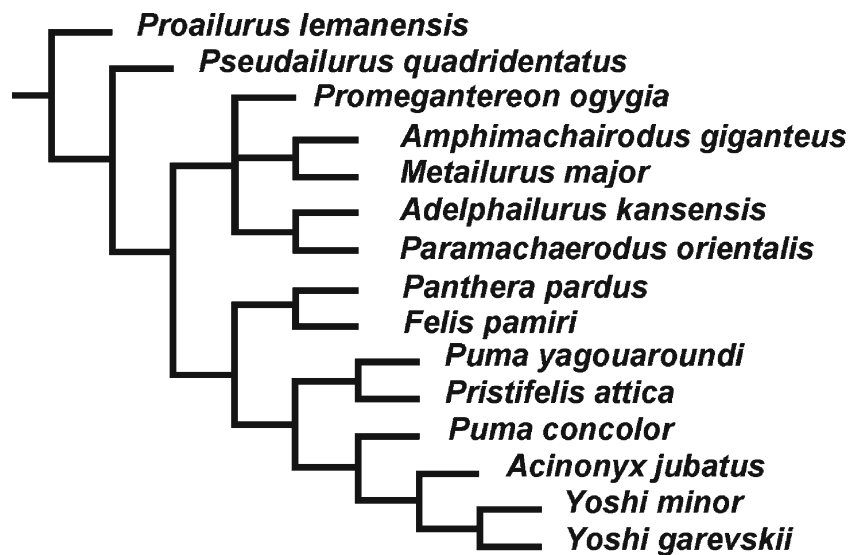 Proailurus lemanensis
Pseudailurus quadridentatus
Promegantereon ogygia
Amphimachairodus giganteus
Metailurus major
Adelphailurus kansensis
Paramachaerodus orientalis
Panthera pardus
Felis pamiri
Puma yagouaroundi
Pristifelis attica
Puma concolor
Acinonyx jubatus
Yoshi minor
Yoshi garevskii